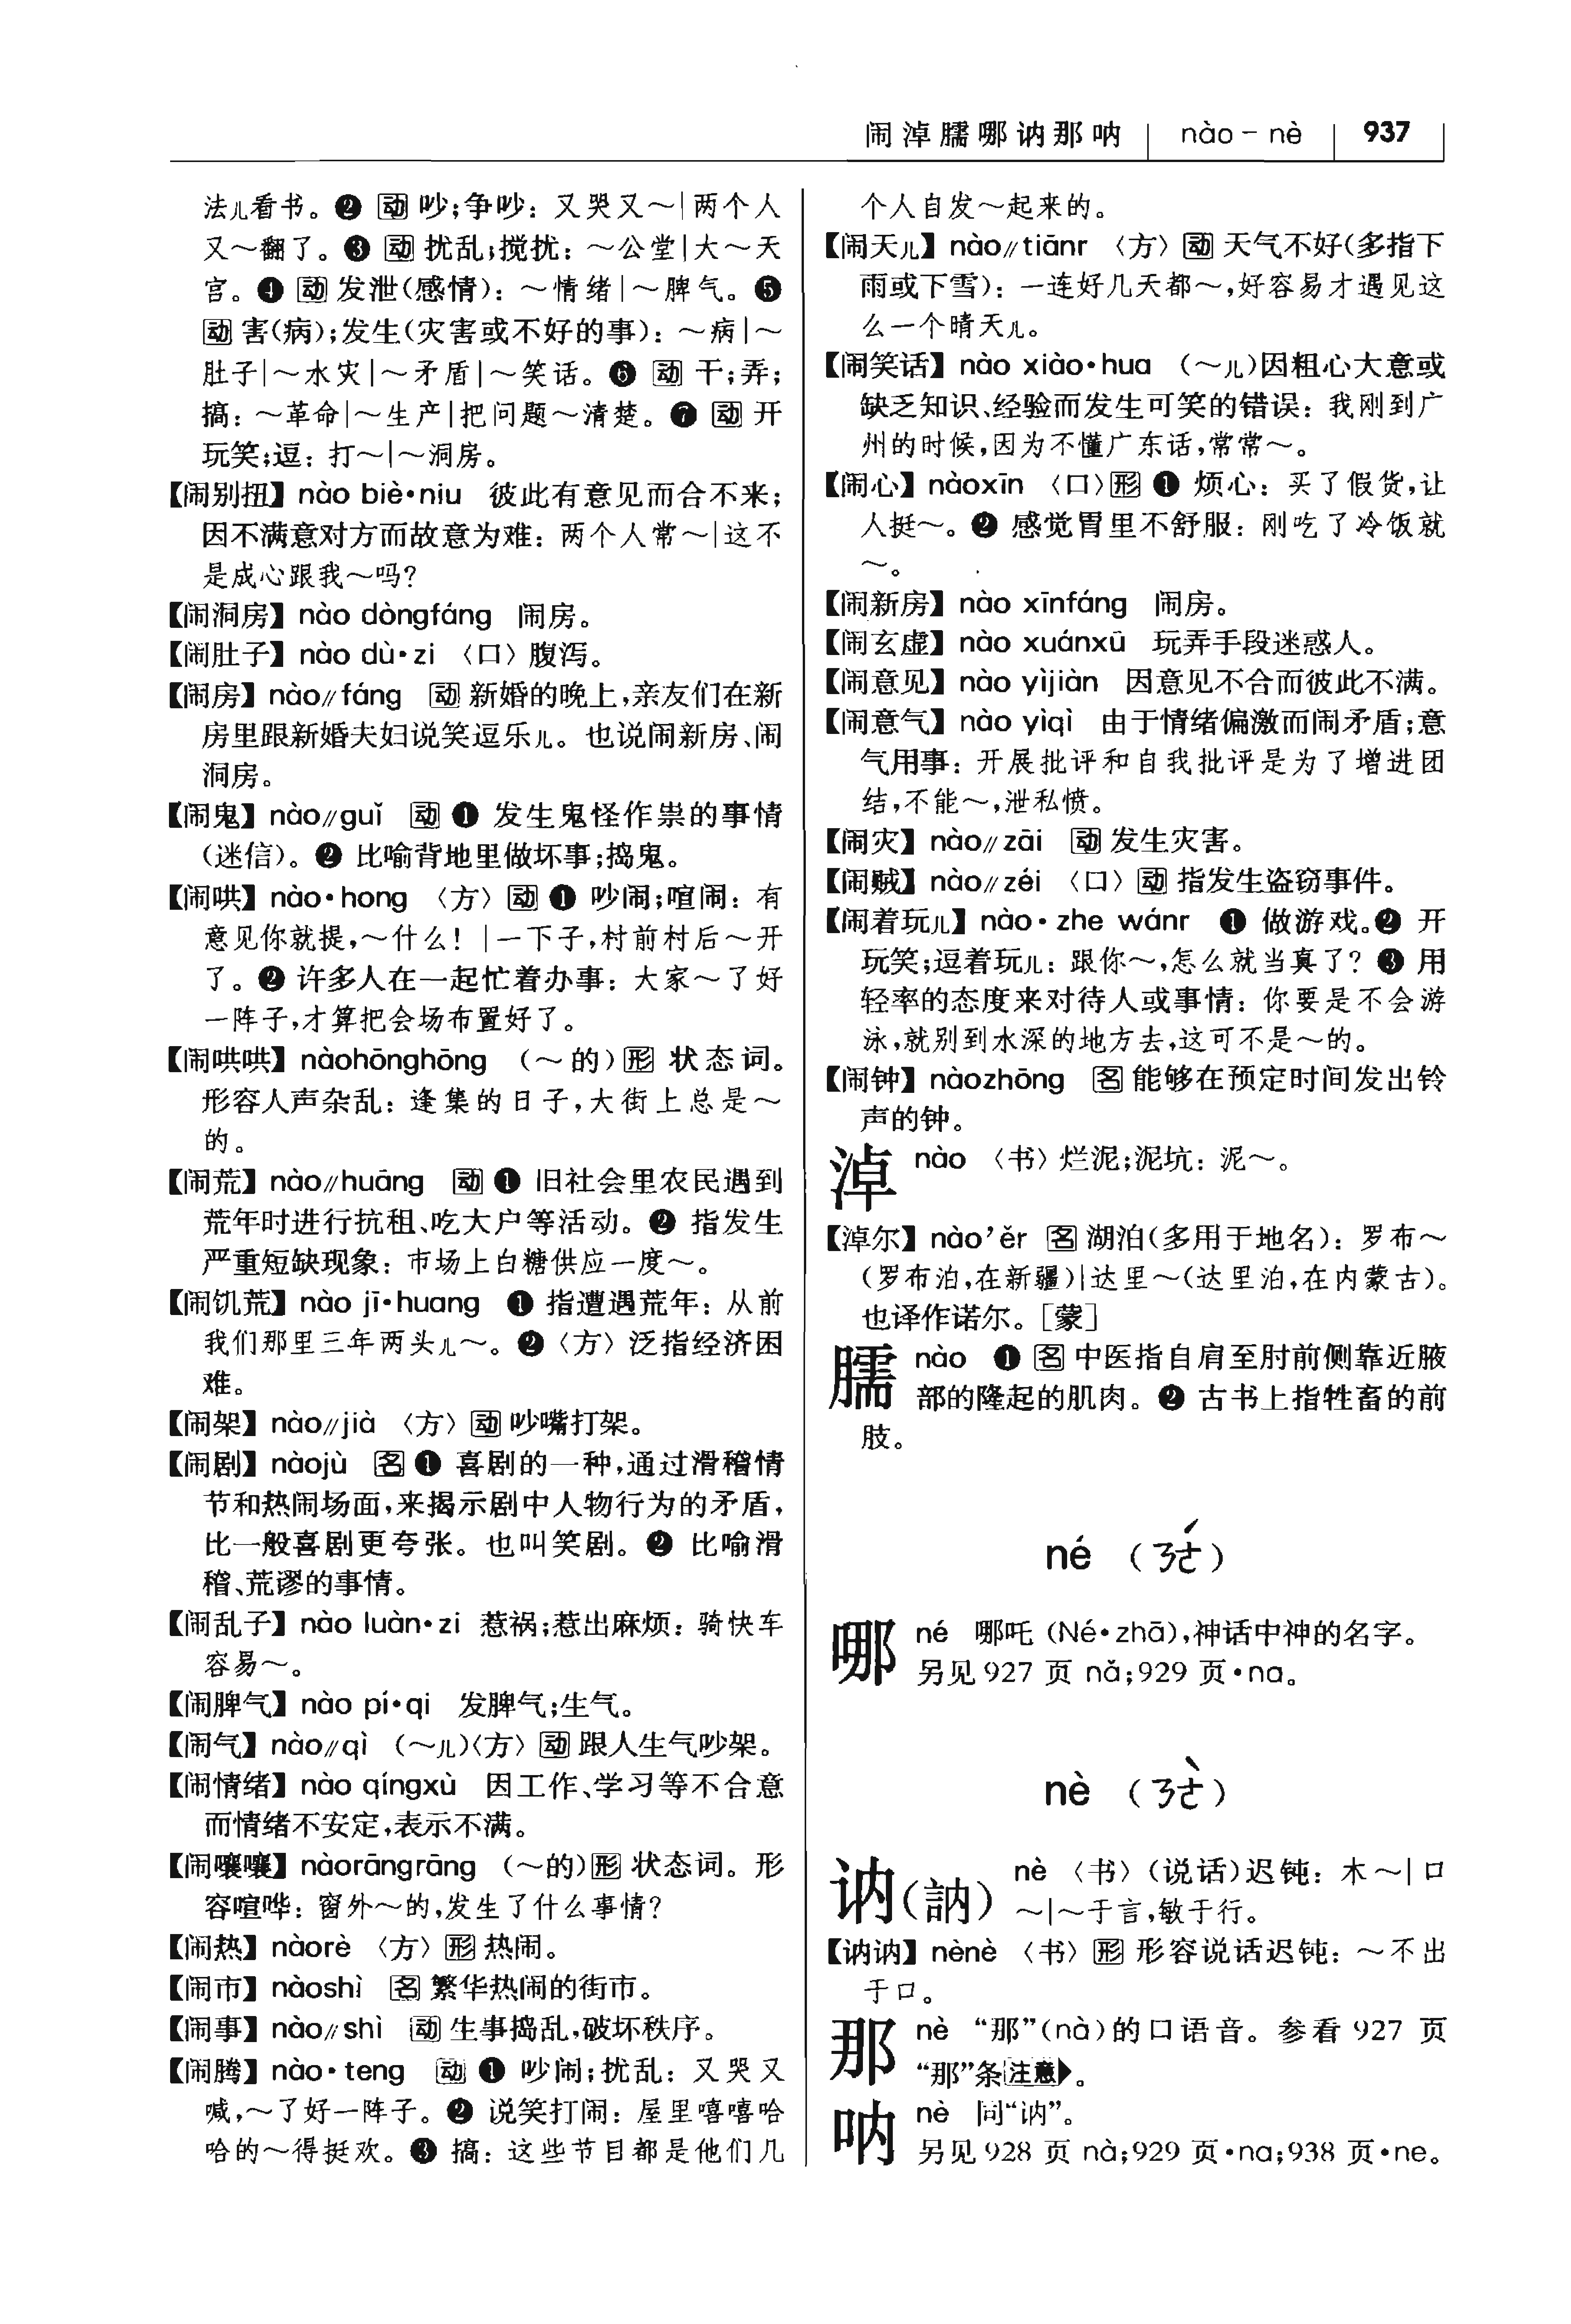 闹淖臑哪讷那呐 nào－nè 937
法儿看书。❷ 动 吵；争吵：又哭又～|两个人
又～翻了。❸ 动 扰乱；搅扰：～公堂|大～天
宫。❹ 动 发泄(感情)：～情绪|～脾气。❺
动 害(病)；发生(灾害或不好的事)：～病|～
肚子|～水灾|～矛盾|～笑话。❻ 动 干；弄；
搞：～革命|～生产|把问题～清楚。❼ 动 开
玩笑；逗：打～|～洞房。
【闹别扭】nào biè•niu 彼此有意见而合不来；
因不满意对方而故意为难：两个人常～|这不
是成心跟我～吗？
【闹洞房】nào dòngfáng 闹房。
【闹肚子】nào dù•zi 〈口〉腹泻。
【闹房】nào∥fáng 动 新婚的晚上，亲友们在新
房里跟新婚夫妇说笑逗乐儿。也说闹新房、闹
洞房。
【闹鬼】nào∥guǐ 动 ❶ 发生鬼怪作祟的事情
(迷信)。❷ 比喻背地里做坏事；捣鬼。
【闹哄】nào•hong 〈方〉动 ❶ 吵闹；喧闹：有
意见你就提，～什么！|一下子，村前村后～开
了。❷ 许多人在一起忙着办事：大家～了好
一阵子，才算把会场布置好了。
【闹哄哄】nàohōnghōng (～的)形 状态词。
形容人声杂乱：逢集的日子，大街上总是～
的。
【闹荒】nào∥huāng 动 ❶ 旧社会里农民遇到
荒年时进行抗租、吃大户等活动。❷ 指发生
严重短缺现象：市场上白糖供应一度～。
【闹饥荒】nào jī•huang ❶ 指遭遇荒年：从前
我们那里三年两头儿～。❷〈方〉泛指经济困
难。
【闹架】nào∥jià 〈方〉动 吵嘴打架。
【闹剧】nàojù 名 ❶ 喜剧的一种，通过滑稽情
节和热闹场面，来揭示剧中人物行为的矛盾，
比一般喜剧更夸张。也叫笑剧。❷ 比喻滑
稽、荒谬的事情。
【闹乱子】nào luàn•zi 惹祸；惹出麻烦：骑快车
容易～。
【闹脾气】nào pí•qi 发脾气；生气。
【闹气】nào∥qì (～儿)〈方〉动 跟人生气吵架。
【闹情绪】nào qíngxù 因工作、学习等不合意
而情绪不安定，表示不满。
【闹嚷嚷】nàorāngrāng (～的)形 状态词。形
容喧哗：窗外～的，发生了什么事情？
【闹热】nàorè 〈方〉形 热闹。
【闹市】nàoshì 名 繁华热闹的街市。
【闹事】nào∥shì 动 生事捣乱，破坏秩序。
【闹腾】nào•teng 动 ❶ 吵闹；扰乱：又哭又
喊，～了好一阵子。❷ 说笑打闹：屋里嘻嘻哈
哈的～得挺欢。❸ 搞：这些节目都是他们几
个人自发～起来的。
【闹天儿】nào∥tiānr 〈方〉动 天气不好(多指下
雨或下雪)：一连好几天都～，好容易才遇见这
么一个晴天儿。
【闹笑话】nào xiào•hua (～儿)因粗心大意或
缺乏知识、经验而发生可笑的错误：我刚到广
州的时候，因为不懂广东话，常常～。
【闹心】nàoxīn 〈口〉形 ❶ 烦心：买了假货，让
人挺～。❷ 感觉胃里不舒服：刚吃了冷饭就
～。
【闹新房】nào xīnfáng 闹房。
【闹玄虚】nào xuánxū 玩弄手段迷惑人。
【闹意见】nào yìjiàn 因意见不合而彼此不满。
【闹意气】nào yìqì 由于情绪偏激而闹矛盾；意
气用事：开展批评和自我批评是为了增进团
结，不能～，泄私愤。
【闹灾】nào∥zāi 动 发生灾害。
【闹贼】nào∥zéi 〈口〉动 指发生盗窃事件。
【闹着玩儿】nào•zhe wánr ❶ 做游戏。❷ 开
玩笑；逗着玩儿：跟你～，怎么就当真了？❸ 用
轻率的态度来对待人或事情：你要是不会游
泳，就别到水深的地方去，这可不是～的。
【闹钟】nàozhōng 名 能够在预定时间发出铃
声的钟。
淖 nào 〈书〉烂泥；泥坑：泥～。
【淖尔】nào’ěr 名 湖泊(多用于地名)：罗布～
(罗布泊，在新疆)|达里～(达里泊，在内蒙古)。
也译作诺尔。［蒙］
臑 nào ❶ 名 中医指自肩至肘前侧靠近腋
部的隆起的肌肉。❷ 古书上指牲畜的前
肢。
né (ㄋㄜˊ)
哪 né 哪吒 (Né•zhā)，神话中神的名字。
另见927 页 nǎ；929 页•na。
nè (ㄋㄜˋ)
讷(訥) nè 〈书〉(说话)迟钝：木～|口
～|～于言，敏于行。
【讷讷】nènè 〈书〉形 形容说话迟钝：～不出
于口。
那 nè “那”(nà)的口语音。参看 927 页
“那”条注意▶。
呐 nè 同“讷”。
另见928 页 nà；929 页•na；938 页•ne。